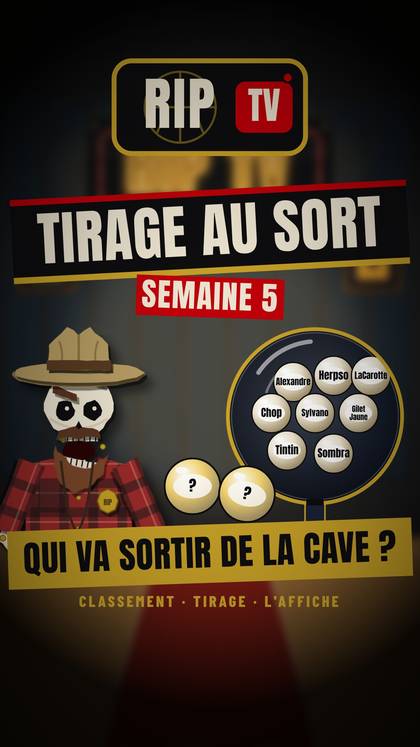 RIP TV
TIRAGE AU SORT
SEMAINE 5
Alexandre
Herpso
LaCarotte
Chop
Sylvano
Gilet
Jaune
Tintin
Sombra
?
?
RIP
QUI VA SORTIR DE LA CAVE ?
CLASSEMENT · TIRAGE · L'AFFICHE